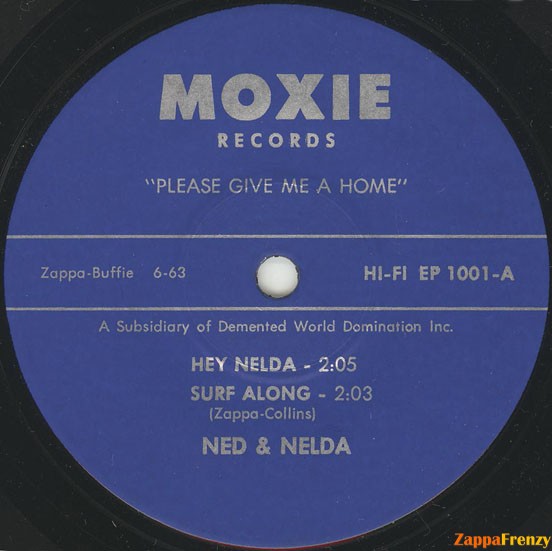 MOXIE
RECORDS
"PLEASE GIVE ME A HOME"
Zappa-Buffie 6-63
HI-FI EP 1001-A
A Subsidiary of Demented World Domination Inc.
HEY NELDA - 2:05
SURF ALONG - 2:03
(Zappa-Collins)
NED & NELDA
ZappaFrenzy